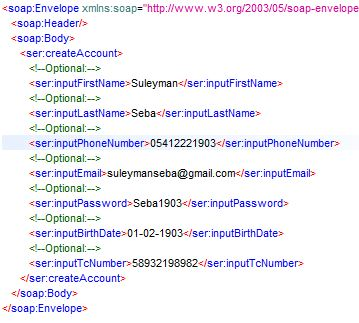 <soap:Envelope xmlns:soap="http://www.w3.org/2003/05/soap-envelope
<soap:Header/>
<soap:Body>
<ser:createAccount>
<!--Optional:-->
<ser:inputFirstName>Suleyman</ser:inputFirstName>
<!--Optional:-->
<ser:inputLastName>Seba</ser:inputLastName>
<!--Optional:-->
<ser:inputPhoneNumber>05412221903</ser:inputPhoneNumber>
<!--Optional:-->
<ser:inputEmail>suleymanseba@gmail.com</ser:inputEmail>
<!--Optional:-->
<ser:inputPassword>Seba1903</ser:inputPassword>
<!--Optional:-->
<ser:inputBirthDate>01-02-1903</ser:inputBirthDate>
<!--Optional:-->
<ser:inputTcNumber>58932198982</ser:inputTcNumber>
</ser:createAccount>
</soap:Body>
</soap:Envelope>